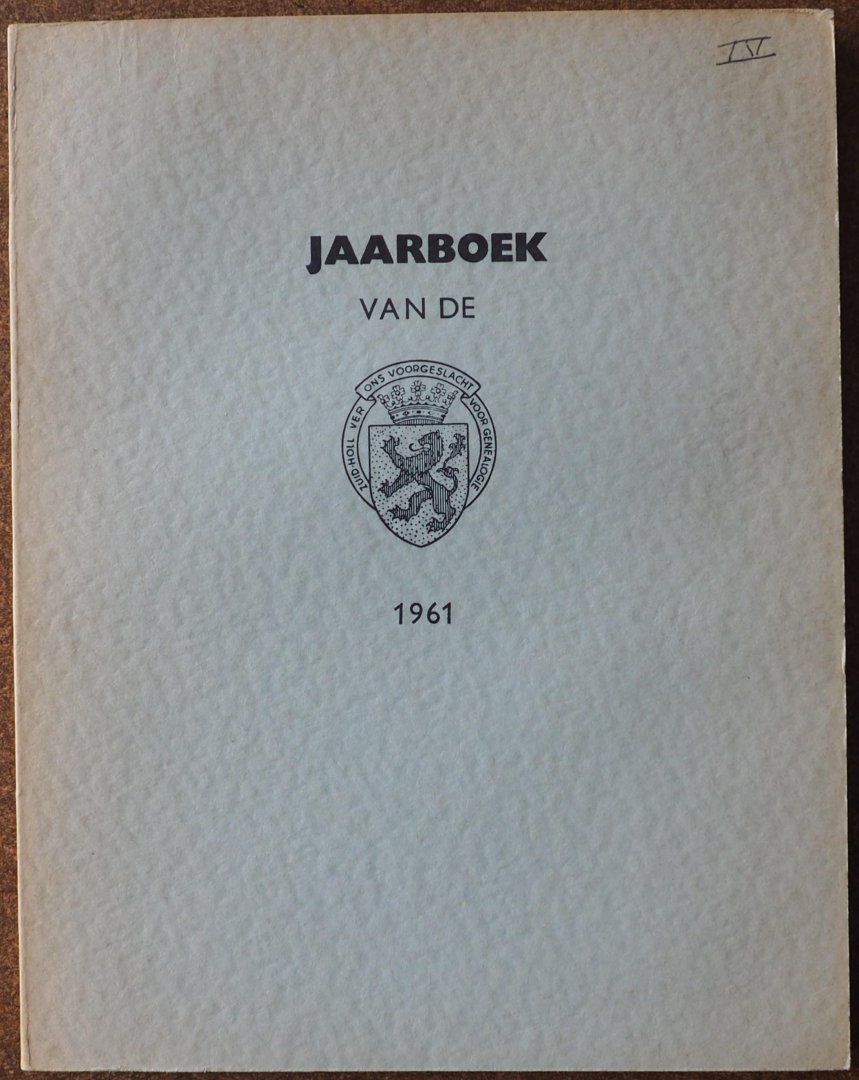 IV
JAARBOEK
VAN DE
ONS VOORGESLACHT
ZUID-HOLL VER
VOOR GENEALOGIE
1961